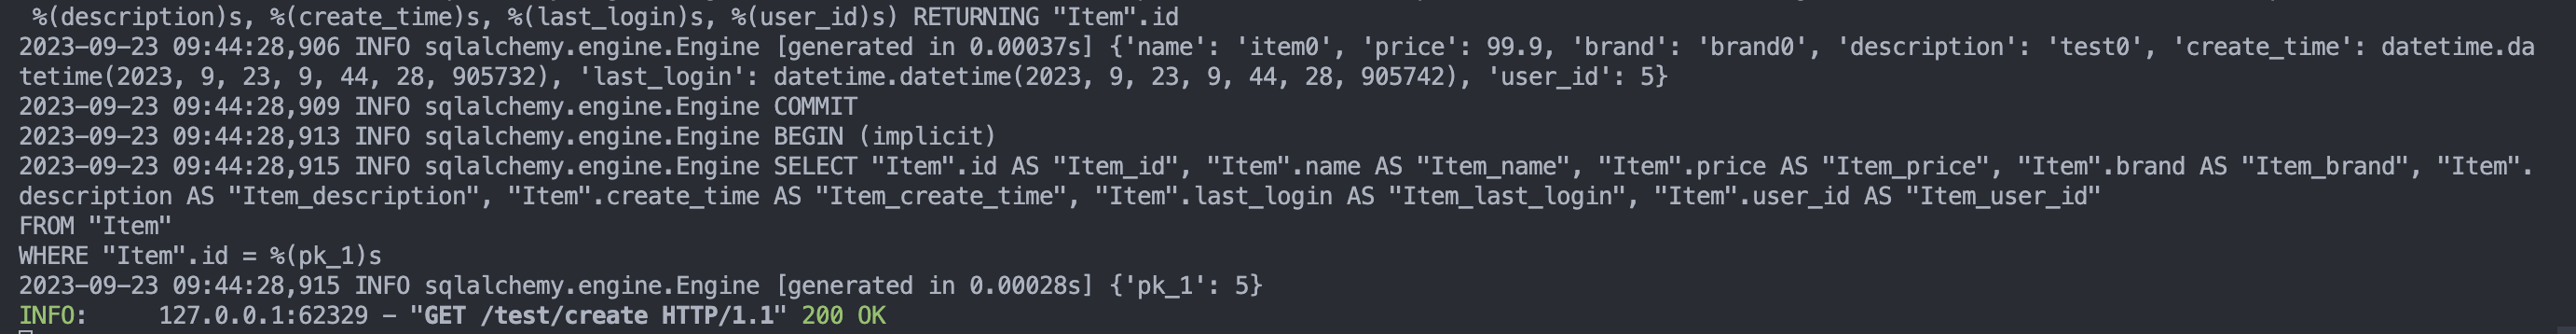 %(description)s, %(create_time)s, %(last_login)s, %(user_id)s) RETURNING "Item".id
2023-09-23 09:44:28,906 INFO sqlalchemy.engine.Engine [generated in 0.00037s] {'name': 'item0', 'price': 99.9, 'brand': 'brand0', 'description': 'test0', 'create_time': datetime.da
tetime(2023, 9, 23, 9, 44, 28, 905732), 'last_login': datetime.datetime(2023, 9, 23, 9, 44, 28, 905742), 'user_id': 5}
2023-09-23 09:44:28,909 INFO sqlalchemy.engine.Engine COMMIT
2023-09-23 09:44:28,913 INFO sqlalchemy.engine.Engine BEGIN (implicit)
2023-09-23 09:44:28,915 INFO sqlalchemy.engine.Engine SELECT "Item".id AS "Item_id", "Item".name AS "Item_name", "Item".price AS "Item_price", "Item".brand AS "Item_brand", "Item".
description AS "Item_description", "Item".create_time AS "Item_create_time", "Item".last_login AS "Item_last_login", "Item".user_id AS "Item_user_id"
FROM "Item"
WHERE "Item".id = %(pk_1)s
2023-09-23 09:44:28,915 INFO sqlalchemy.engine.Engine [generated in 0.00028s] {'pk_1': 5}
INFO:     127.0.0.1:62329 - "GET /test/create HTTP/1.1" 200 OK